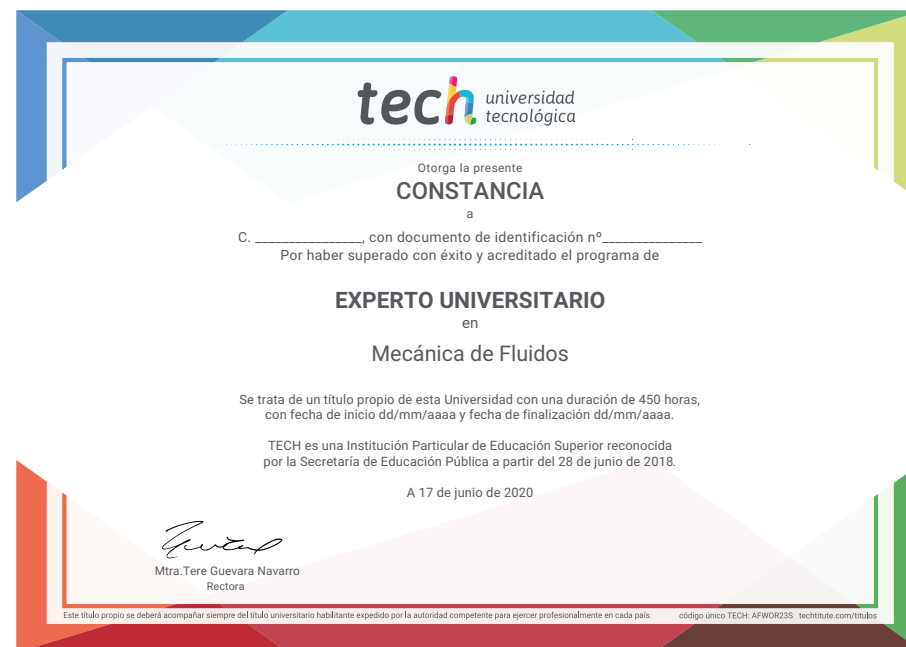 tech universidad
tecnológica
Otorga la presente
CONSTANCIA
a
C. ________________, con documento de identificación nº_______________
Por haber superado con éxito y acreditado el programa de
EXPERTO UNIVERSITARIO
en
Mecánica de Fluidos
Se trata de un título propio de esta Universidad con una duración de 450 horas,
con fecha de inicio dd/mm/aaaa y fecha de finalización dd/mm/aaaa.
TECH es una Institución Particular de Educación Superior reconocida
por la Secretaría de Educación Pública a partir del 28 de junio de 2018.
A 17 de junio de 2020
Mtra.Tere Guevara Navarro
Rectora
Este título propio se deberá acompañar siempre del título universitario habilitante expedido por la autoridad competente para ejercer profesionalmente en cada país. código único TECH: AFWOR23S techtitute.com/titulos